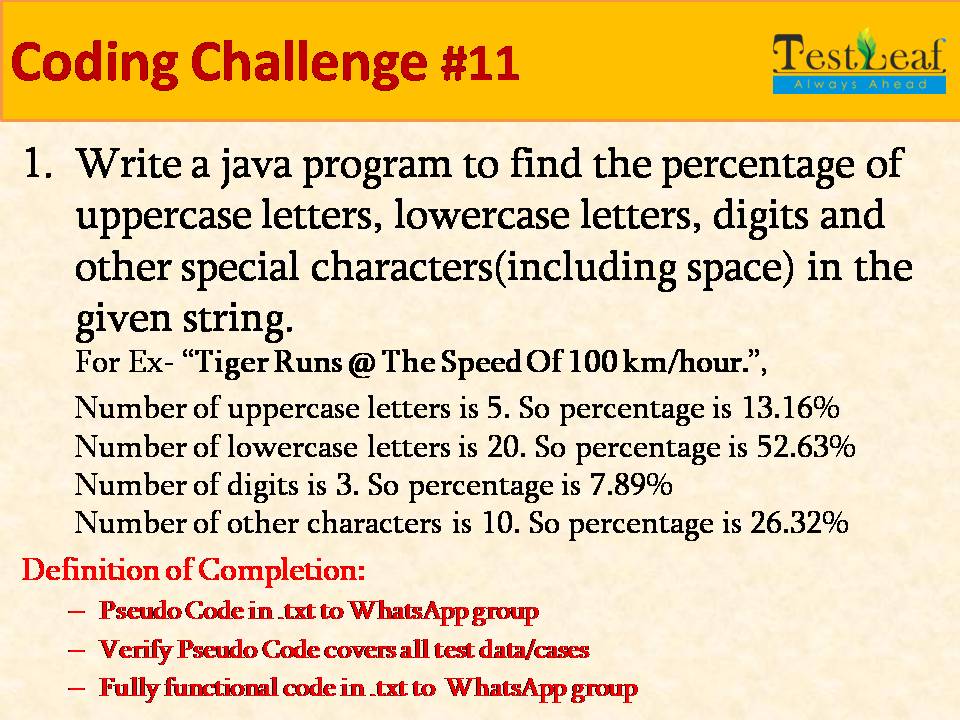 Coding Challenge #11
TestLeaf
Always Ahead
1. Write a java program to find the percentage of
uppercase letters, lowercase letters, digits and
other special characters(including space) in the
given string.
For Ex- “Tiger Runs @ The Speed Of 100 km/hour.”,
Number of uppercase letters is 5. So percentage is 13.16%
Number of lowercase letters is 20. So percentage is 52.63%
Number of digits is 3. So percentage is 7.89%
Number of other characters is 10. So percentage is 26.32%
Definition of Completion:
– Pseudo Code in .txt to WhatsApp group
– Verify Pseudo Code covers all test data/cases
– Fully functional code in .txt to WhatsApp group